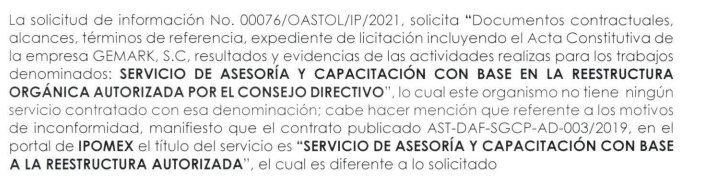 La solicitud de información No. 00076/OASTOL/IP/2021, solicita "Documentos contractuales,
alcances, términos de referencia, expediente de licitación incluyendo el Acta Constitutiva de
la empresa GEMARK, S.C, resultados y evidencias de las actividades realizas para los trabajos
denominados: SERVICIO DE ASESORÍA Y CAPACITACIÓN CON BASE EN LA REESTRUCTURA
ORGÁNICA AUTORIZADA POR EL CONSEJO DIRECTIVO", lo cual este organismo no tiene ningún
servicio contratado con esa denominación; cabe hacer mención que referente a los motivos
de inconformidad, manifiesto que el contrato publicado AST-DAF-SGCP-AD-003/2019, en el
portal de IPOMEX el título del servicio es "SERVICIO DE ASESORÍA Y CAPACITACIÓN CON BASE
A LA REESTRUCTURA AUTORIZADA", el cual es diferente a lo solicitado